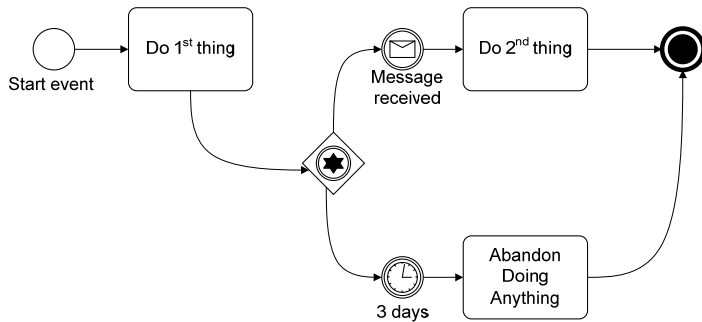 Start event
Do 1st thing
Message
received
Do 2nd thing
3 days
Abandon
Doing
Anything